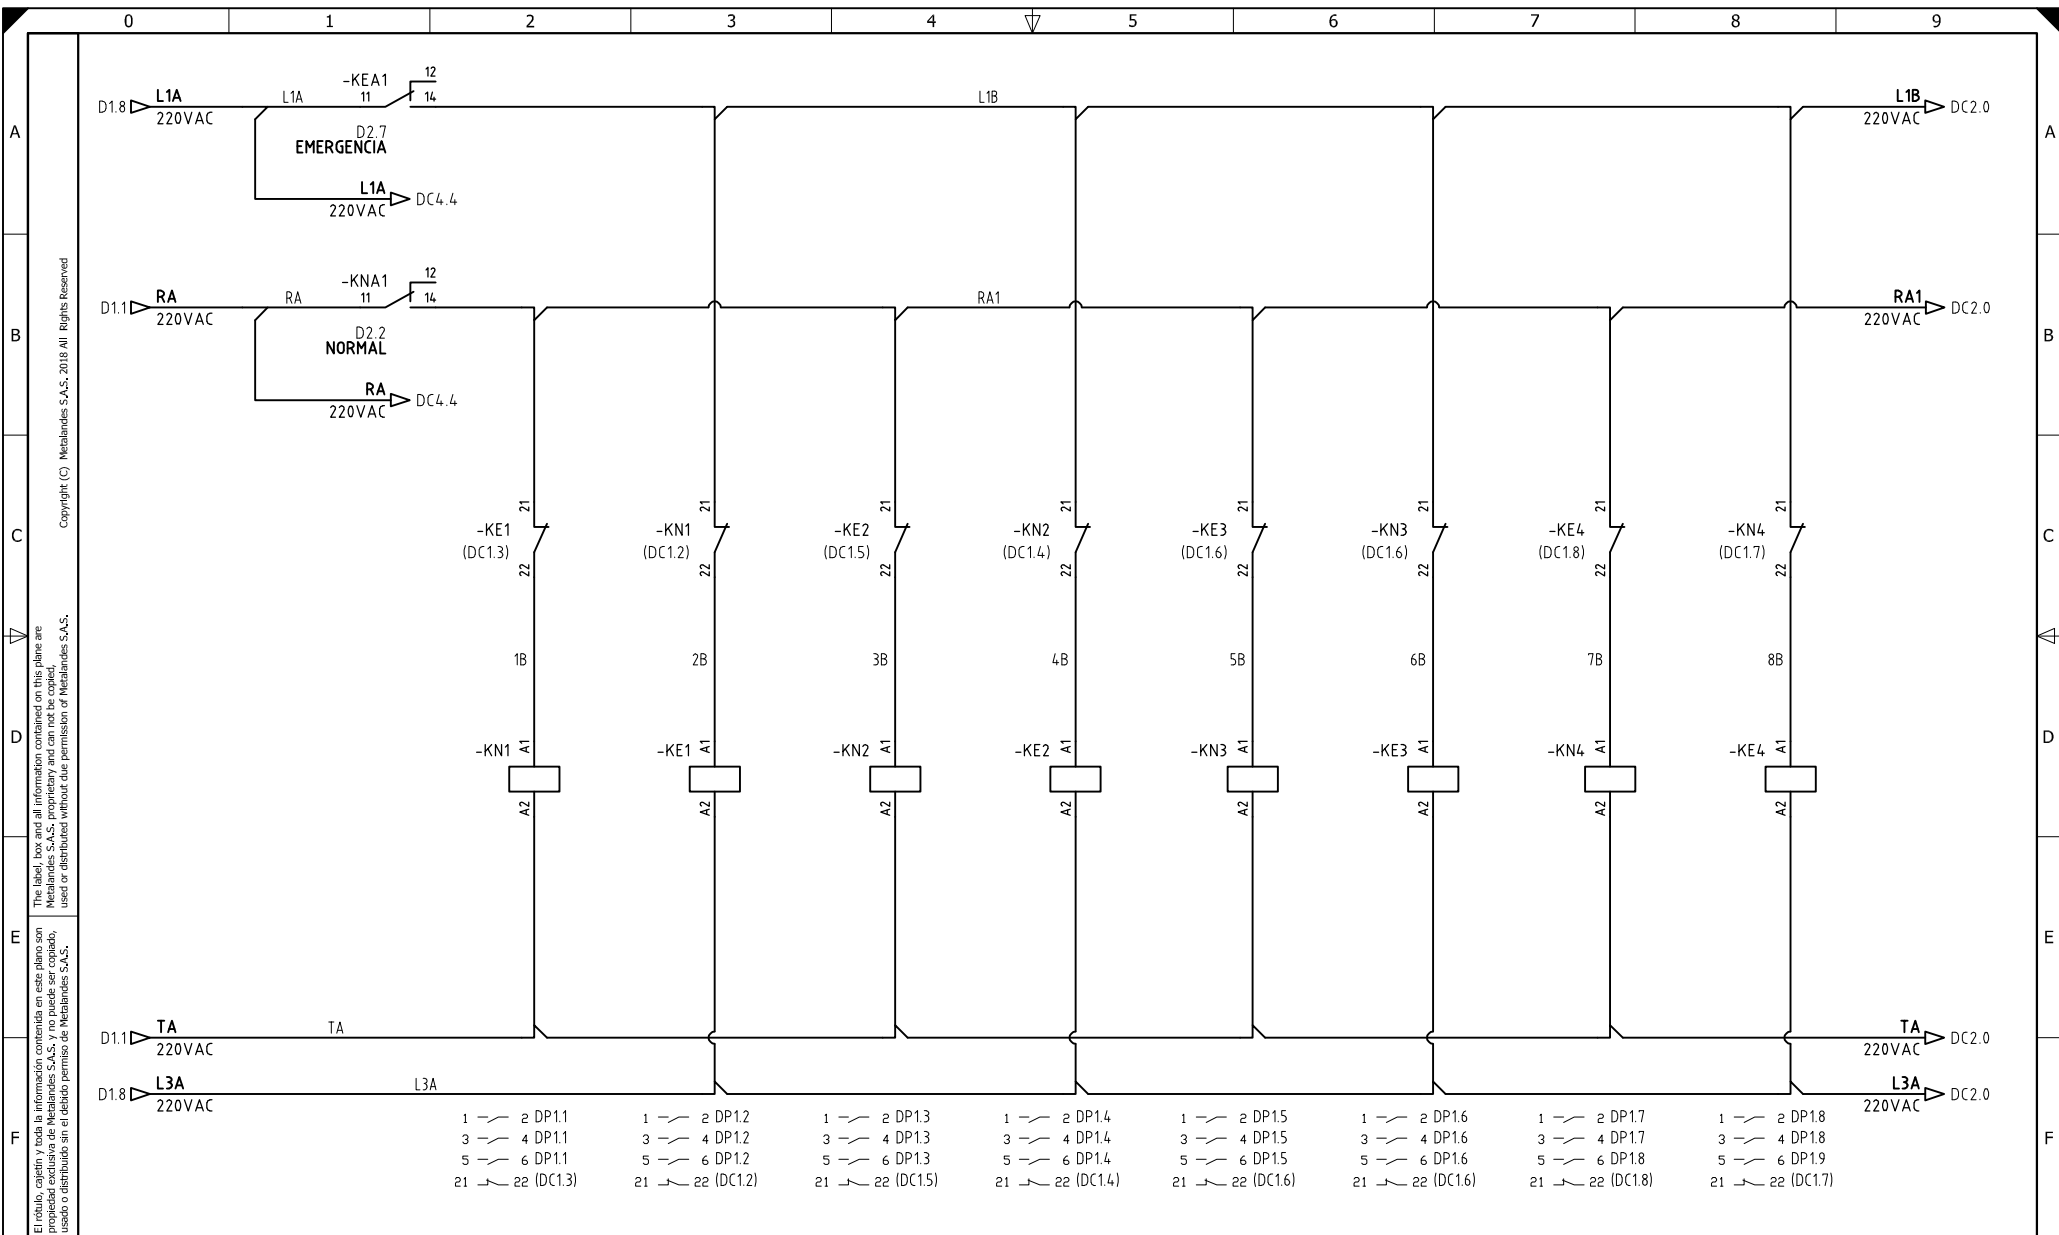 0 1 2 3 4 5 6 7 8 9
A A
B B
C C
D D
E E
F F
D1.8 L1A 220VAC
L1A
-KEA1
11 12 14
D2.7
EMERGENCIA
L1A 220VAC DC4.4
L1B
L1B 220VAC DC2.0
D1.1 RA 220VAC
RA
-KNA1
11 12 14
D2.2
NORMAL
RA 220VAC DC4.4
RA1
RA1 220VAC DC2.0
21 21 21 21 21 21 21 21
-KE1 -KN1 -KE2 -KN2 -KE3 -KN3 -KE4 -KN4
(DC1.3) (DC1.2) (DC1.5) (DC1.4) (DC1.6) (DC1.6) (DC1.8) (DC1.7)
22 22 22 22 22 22 22 22
1B 2B 3B 4B 5B 6B 7B 8B
-KN1 A1 -KE1 A1 -KN2 A1 -KE2 A1 -KN3 A1 -KE3 A1 -KN4 A1 -KE4 A1
A2 A2 A2 A2 A2 A2 A2 A2
D1.1 TA 220VAC
TA
TA 220VAC DC2.0
D1.8 L3A 220VAC
L3A
L3A 220VAC DC2.0
1 2 DP1.1 1 2 DP1.2 1 2 DP1.3 1 2 DP1.4 1 2 DP1.5 1 2 DP1.6 1 2 DP1.7 1 2 DP1.8
3 4 DP1.1 3 4 DP1.2 3 4 DP1.3 3 4 DP1.4 3 4 DP1.5 3 4 DP1.6 3 4 DP1.7 3 4 DP1.8
5 6 DP1.1 5 6 DP1.2 5 6 DP1.3 5 6 DP1.4 5 6 DP1.5 5 6 DP1.6 5 6 DP1.8 5 6 DP1.9
21 22 (DC1.3) 21 22 (DC1.2) 21 22 (DC1.5) 21 22 (DC1.4) 21 22 (DC1.6) 21 22 (DC1.6) 21 22 (DC1.8) 21 22 (DC1.7)
The label, box and all information contained on this plane are
Metalandes S.A.S. proprietary and can not be copied,
used or distributed without due permission of Metalandes S.A.S.
Copyright (C) Metalandes S.A.S. 2018 All Rights Reserved
El rótulo, cajetín y toda la información contenida en este plano son
propiedad exclusiva de Metalandes S.A.S. y no puede ser copiado,
usado o distribuido sin el debido permiso de Metalandes S.A.S.